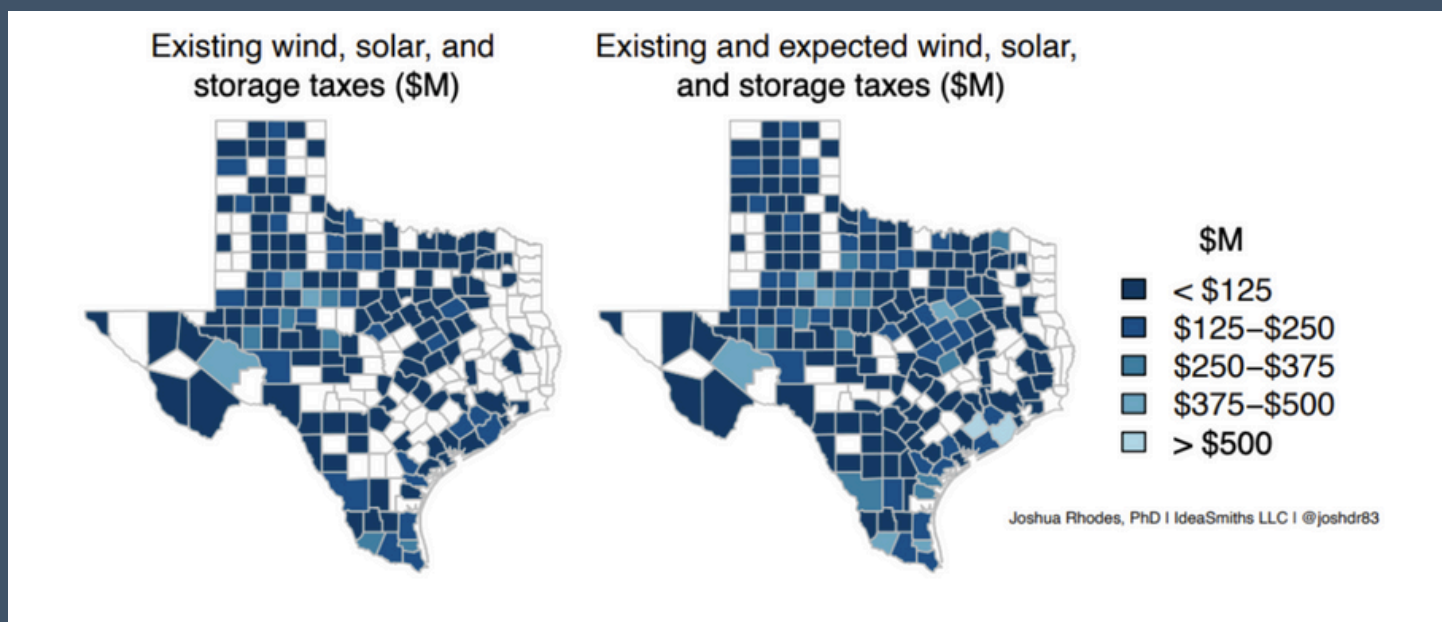 Existing wind, solar, and
storage taxes ($M)
Existing and expected wind, solar,
and storage taxes ($M)
$M
< $125
$125–$250
$250–$375
$375–$500
> $500
Joshua Rhodes, PhD I IdeaSmiths LLC I @joshdr83